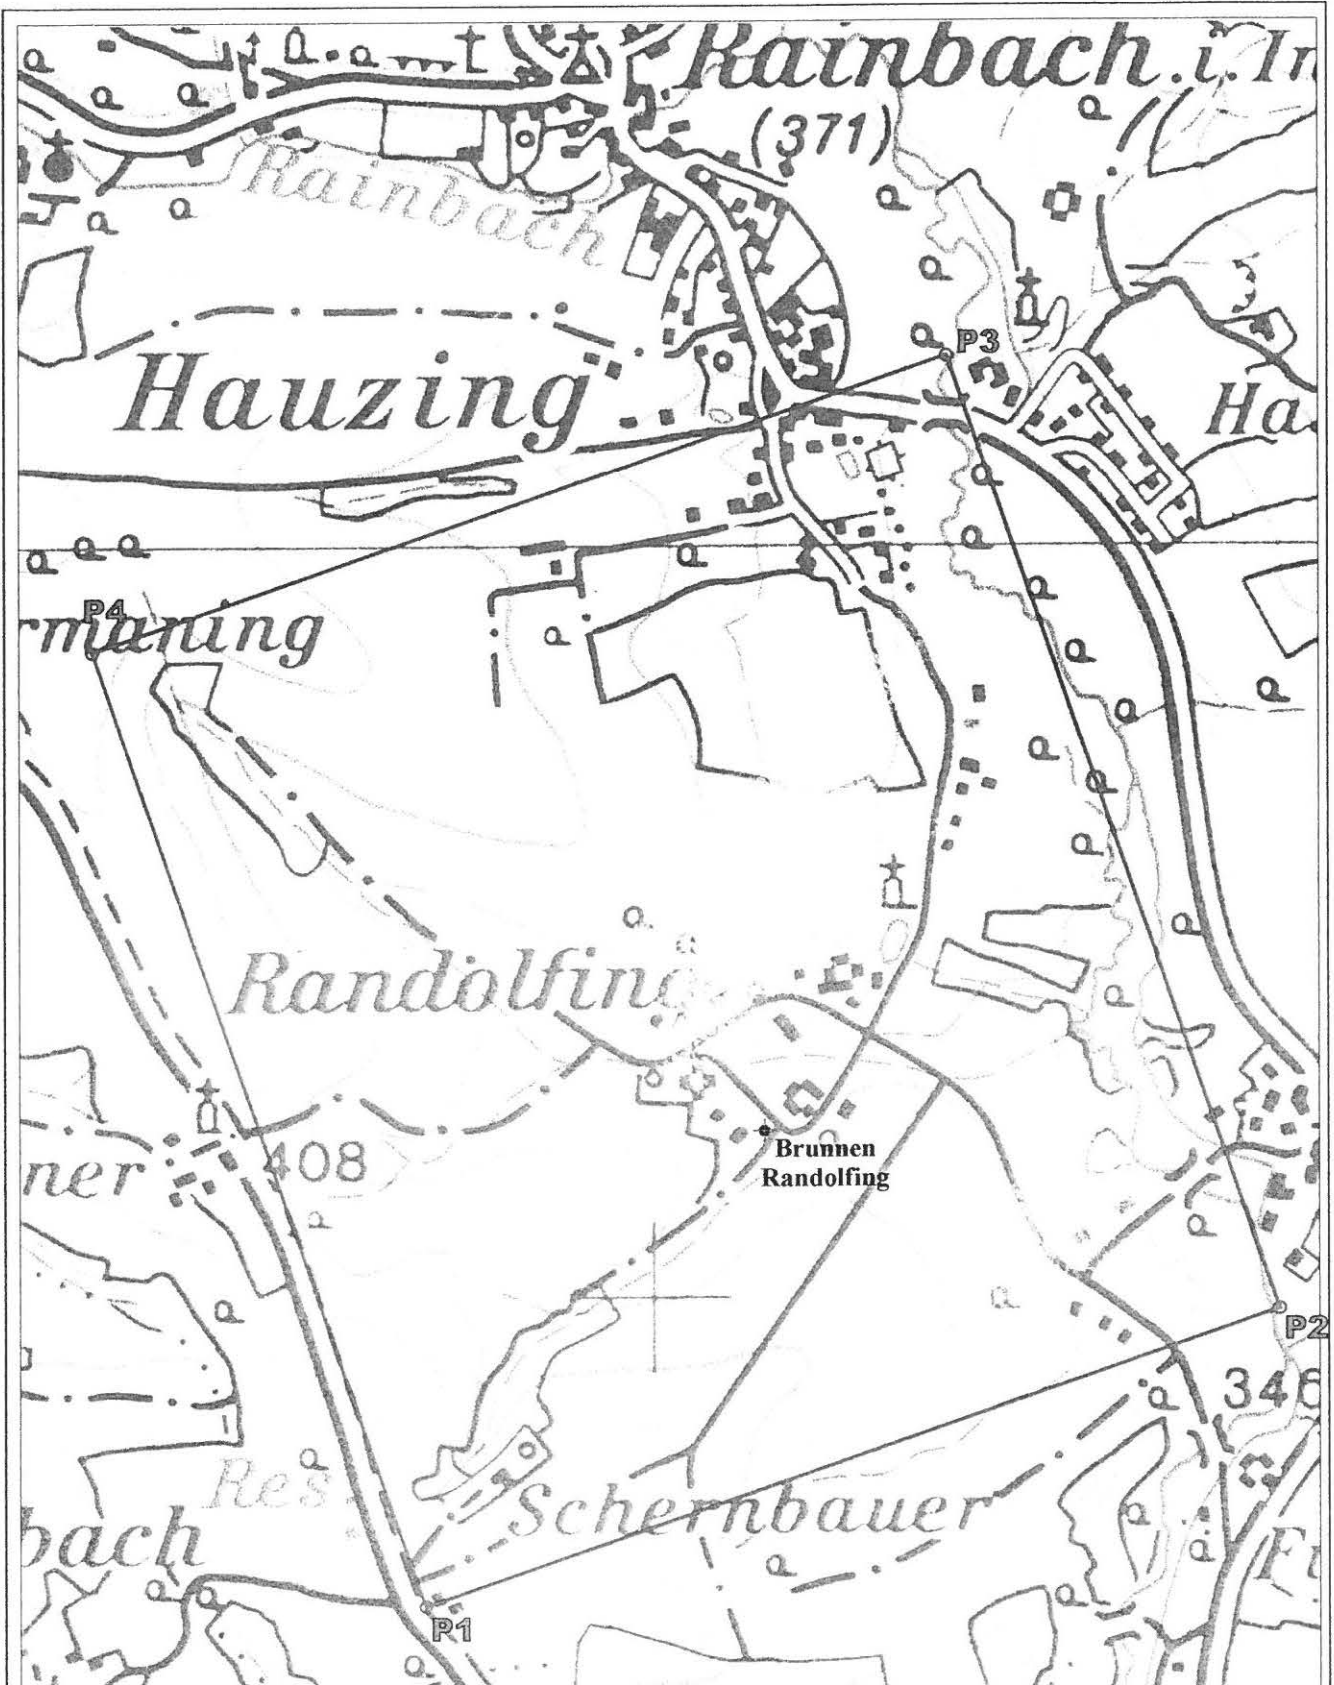 Rainbach.i.In
(371)
Rainbach
P3
Hauzing
Ha
P4
rmaning
Randolfing
408
ner
Brunnen
Randolfing
P2
346
Res.
Schernbauer
bach
P1